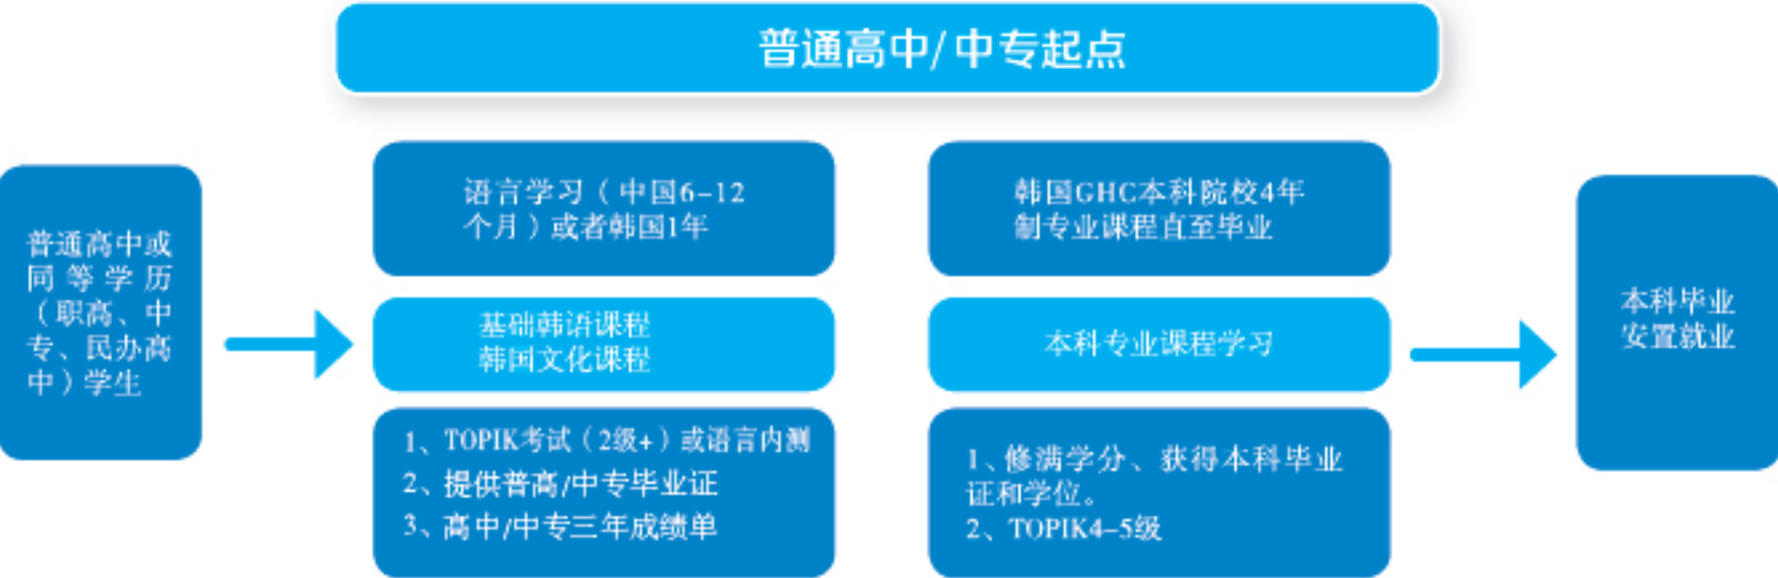 普通高中/中专起点
普通高中或
同等学历
（职高、中
专、民办高
中）学生
语言学习（中国6-12
个月）或者韩国1年
基础韩语课程
韩国文化课程
1、TOPIK考试（2级+）或语言内测
2、提供普高/中专毕业证
3、高中/中专三年成绩单
韩国GHC本科院校4年
制专业课程直至毕业
本科专业课程学习
1、修满学分、获得本科毕业
证和学位。
2、TOPIK4-5级
本科毕业
安置就业